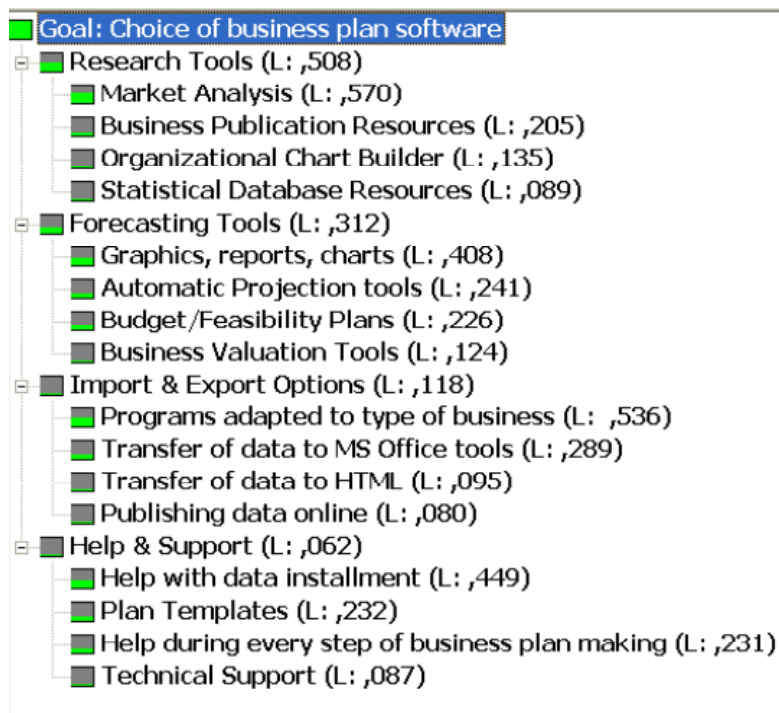 Goal: Choice of business plan software
Research Tools (L: ,508)
Market Analysis (L: ,570)
Business Publication Resources (L: ,205)
Organizational Chart Builder (L: ,135)
Statistical Database Resources (L: ,089)
Forecasting Tools (L: ,312)
Graphics, reports, charts (L: ,408)
Automatic Projection tools (L: ,241)
Budget/Feasibility Plans (L: ,226)
Business Valuation Tools (L: ,124)
Import & Export Options (L: ,118)
Programs adapted to type of business (L: ,536)
Transfer of data to MS Office tools (L: ,289)
Transfer of data to HTML (L: ,095)
Publishing data online (L: ,080)
Help & Support (L: ,062)
Help with data installment (L: ,449)
Plan Templates (L: ,232)
Help during every step of business plan making (L: ,231)
Technical Support (L: ,087)